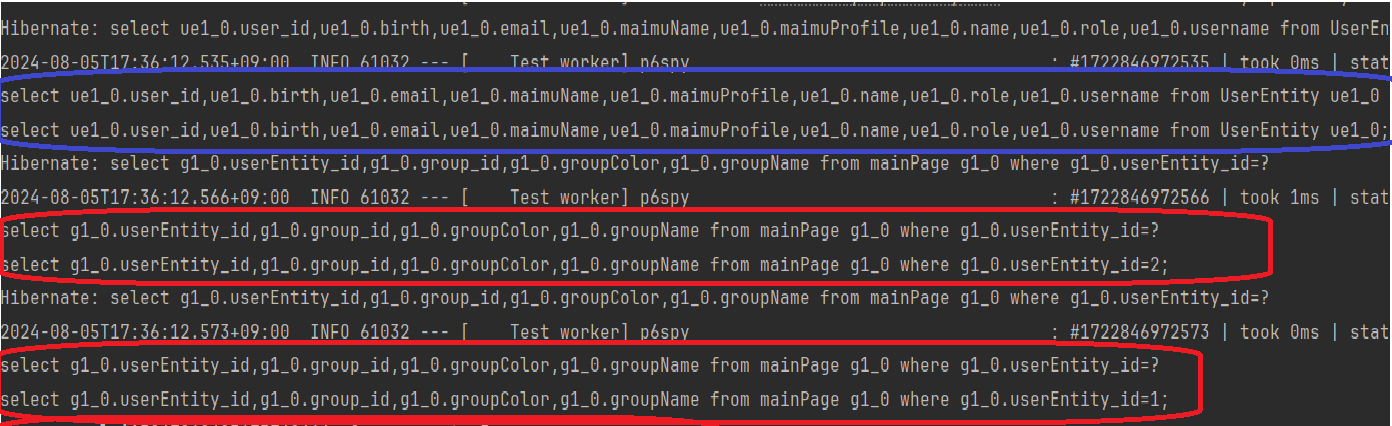 2024-08-05T17:36:12.535+09:00  INFO 61032 --- [    Test worker] p6spy                                   : #1722846972535 | took 0ms | stat
Hibernate: select ue1_0.user_id,ue1_0.birth,ue1_0.email,ue1_0.maimuName,ue1_0.maimuProfile,ue1_0.name,ue1_0.role,ue1_0.username from UserEn
select ue1_0.user_id,ue1_0.birth,ue1_0.email,ue1_0.maimuName,ue1_0.maimuProfile,ue1_0.name,ue1_0.role,ue1_0.username from UserEntity ue1_0
select ue1_0.user_id,ue1_0.birth,ue1_0.email,ue1_0.maimuName,ue1_0.maimuProfile,ue1_0.name,ue1_0.role,ue1_0.username from UserEntity ue1_0;
Hibernate: select g1_0.userEntity_id,g1_0.group_id,g1_0.groupColor,g1_0.groupName from mainPage g1_0 where g1_0.userEntity_id=?
2024-08-05T17:36:12.566+09:00  INFO 61032 --- [    Test worker] p6spy                                   : #1722846972566 | took 1ms | stat
select g1_0.userEntity_id,g1_0.group_id,g1_0.groupColor,g1_0.groupName from mainPage g1_0 where g1_0.userEntity_id=?
select g1_0.userEntity_id,g1_0.group_id,g1_0.groupColor,g1_0.groupName from mainPage g1_0 where g1_0.userEntity_id=2;
Hibernate: select g1_0.userEntity_id,g1_0.group_id,g1_0.groupColor,g1_0.groupName from mainPage g1_0 where g1_0.userEntity_id=?
2024-08-05T17:36:12.573+09:00  INFO 61032 --- [    Test worker] p6spy                                   : #1722846972573 | took 0ms | stat
select g1_0.userEntity_id,g1_0.group_id,g1_0.groupColor,g1_0.groupName from mainPage g1_0 where g1_0.userEntity_id=?
select g1_0.userEntity_id,g1_0.group_id,g1_0.groupColor,g1_0.groupName from mainPage g1_0 where g1_0.userEntity_id=1;